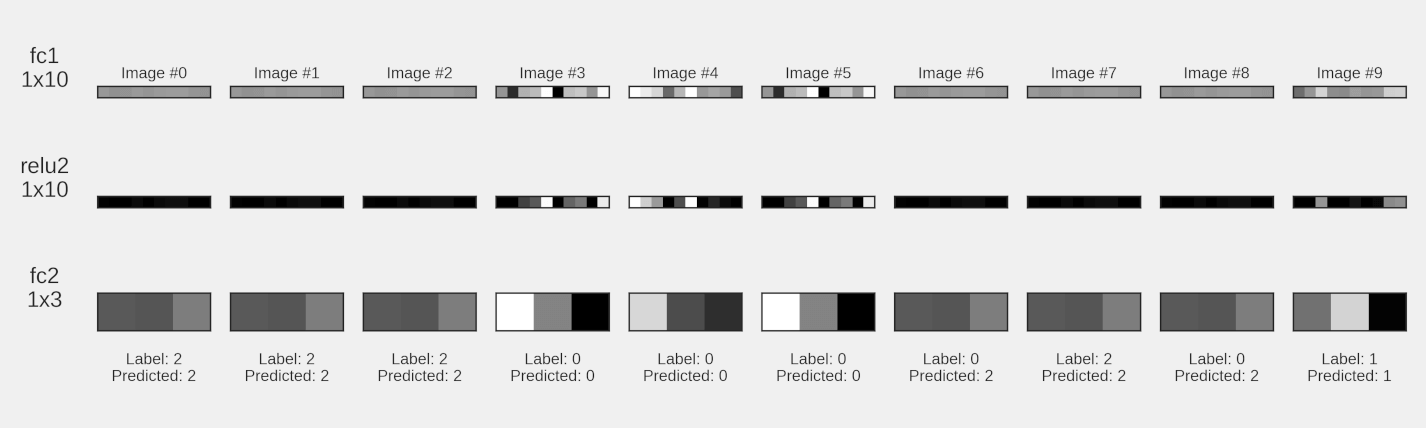 fc1
1x10
Image #0 Image #1 Image #2 Image #3 Image #4 Image #5 Image #6 Image #7 Image #8 Image #9
relu2
1x10
fc2
1x3
Label: 2 Label: 2 Label: 2 Label: 0 Label: 0 Label: 0 Label: 0 Label: 2 Label: 0 Label: 1
Predicted: 2 Predicted: 2 Predicted: 2 Predicted: 0 Predicted: 0 Predicted: 0 Predicted: 2 Predicted: 2 Predicted: 2 Predicted: 1